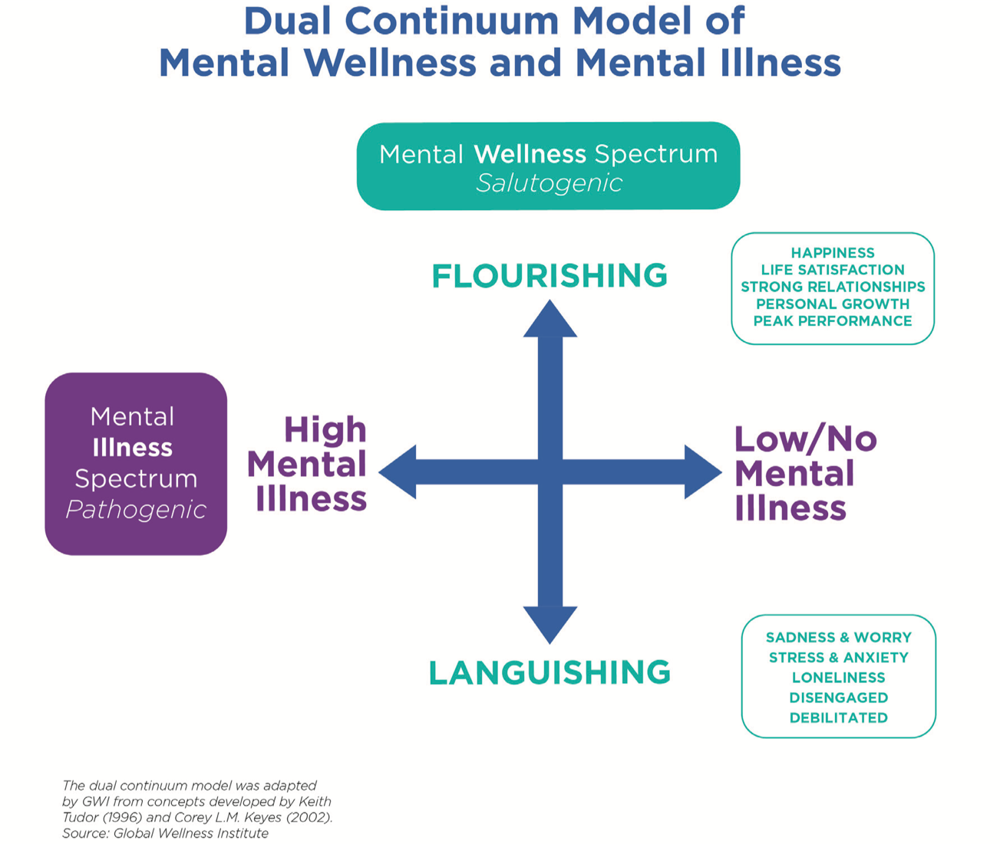 Dual Continuum Model of
Mental Wellness and Mental Illness
Mental Wellness Spectrum
Salutogenic
FLOURISHING
HAPPINESS
LIFE SATISFACTION
STRONG RELATIONSHIPS
PERSONAL GROWTH
PEAK PERFORMANCE
Mental
Illness
Spectrum
Pathogenic
High
Mental
Illness
Low/No
Mental
Illness
LANGUISHING
SADNESS & WORRY
STRESS & ANXIETY
LONELINESS
DISENGAGED
DEBILITATED
The dual continuum model was adapted
by GWI from concepts developed by Keith
Tudor (1996) and Corey L.M. Keyes (2002).
Source: Global Wellness Institute